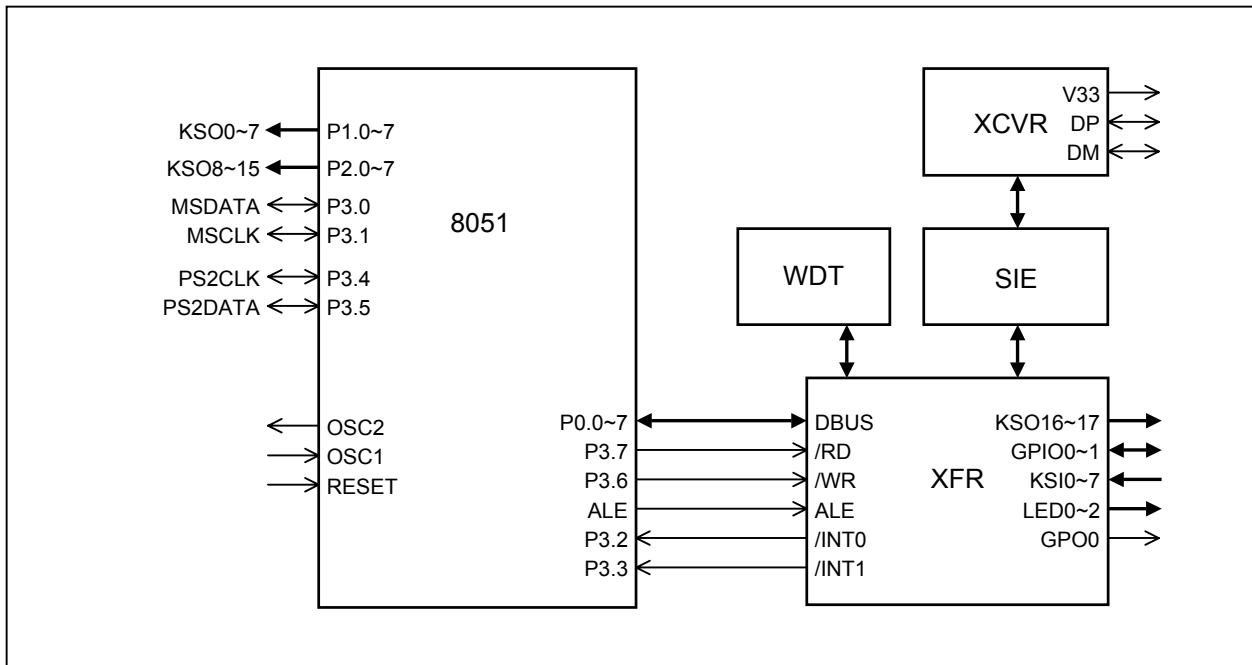 KSO0~7 P1.0~7
KSO8~15 P2.0~7
MSDATA P3.0
MSCLK P3.1
PS2CLK P3.4
PS2DATA P3.5
OSC2
OSC1
RESET
8051
P0.0~7
P3.7
P3.6
ALE
P3.2
P3.3
XCVR
V33
DP
DM
WDT
SIE
XFR
DBUS
/RD
/WR
ALE
/INT0
/INT1
KSO16~17
GPIO0~1
KSI0~7
LED0~2
GPO0